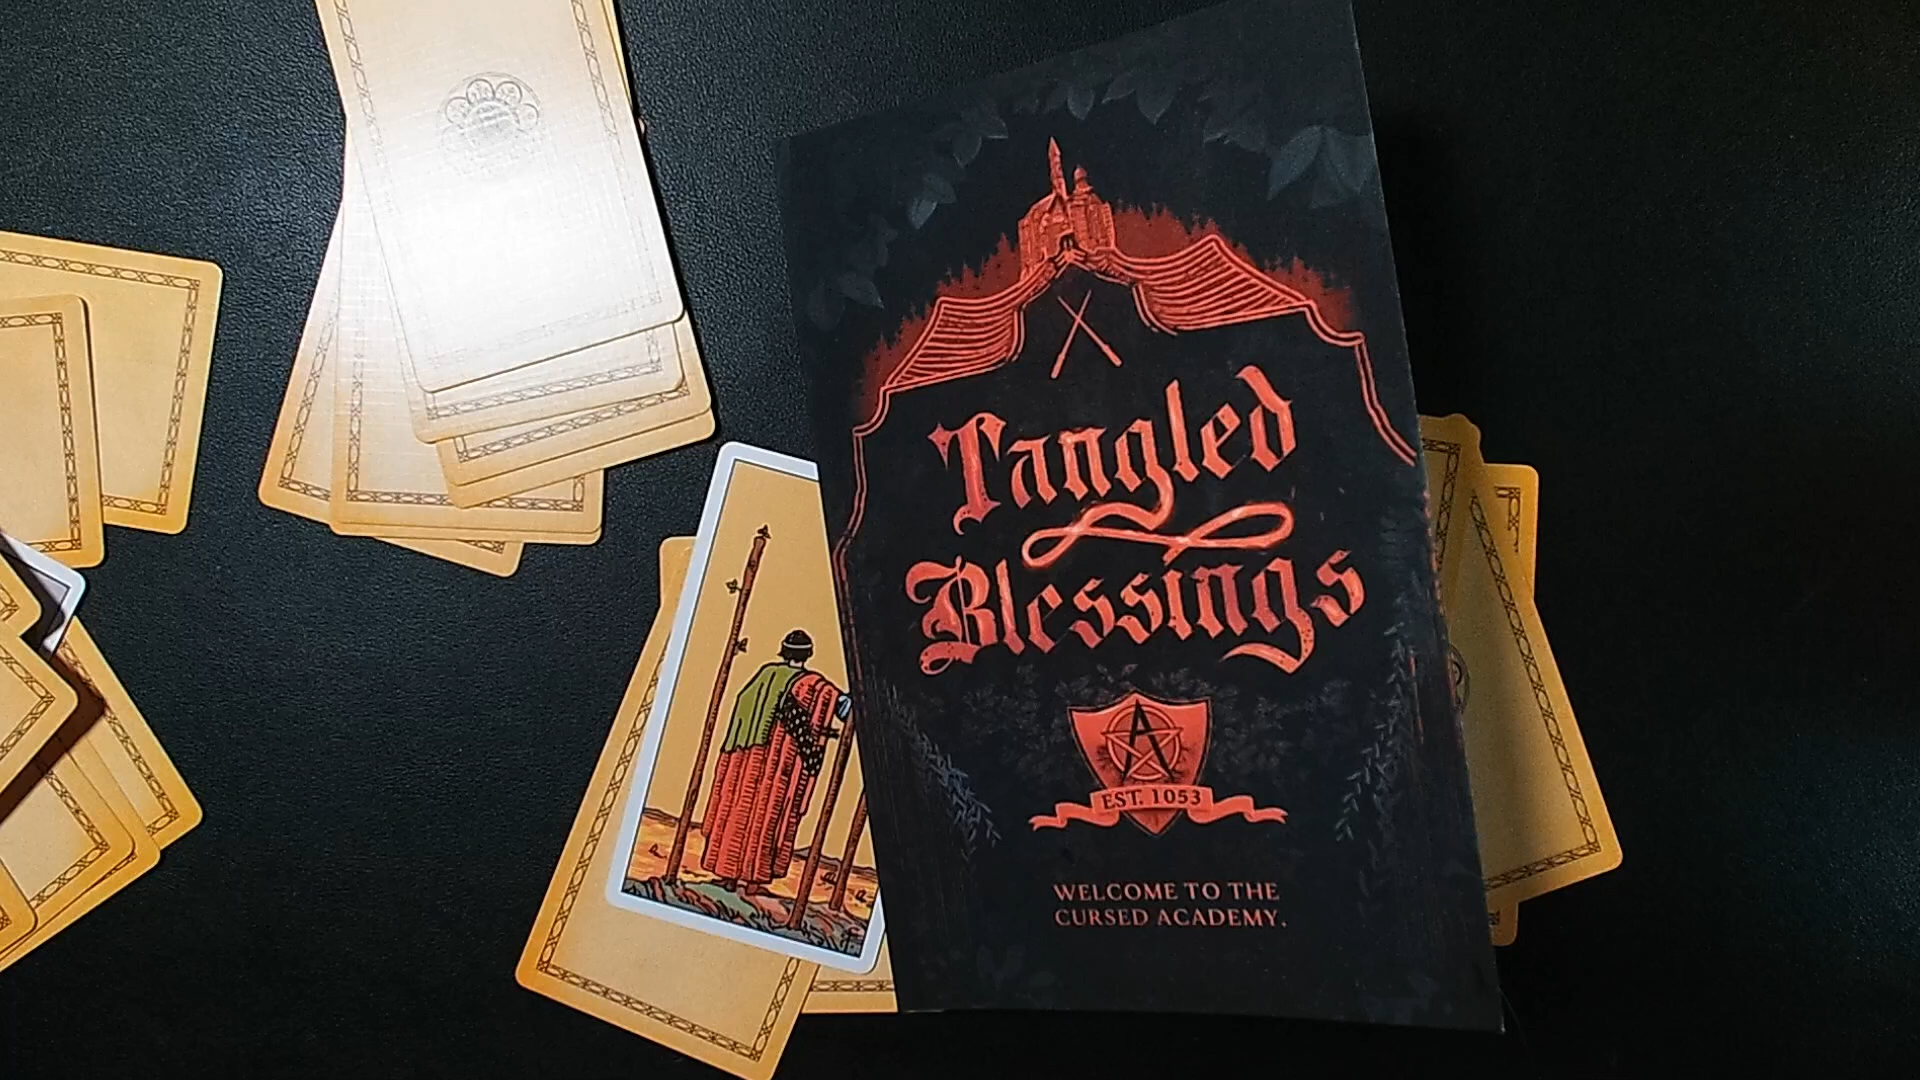 Tangled
Blessings
A
EST. 1053
WELCOME TO THE
CURSED ACADEMY.